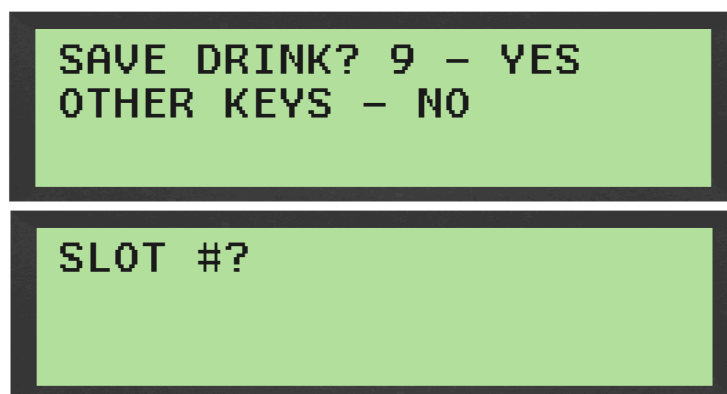 SAVE DRINK? 9 – YES
OTHER KEYS – NO
SLOT #?